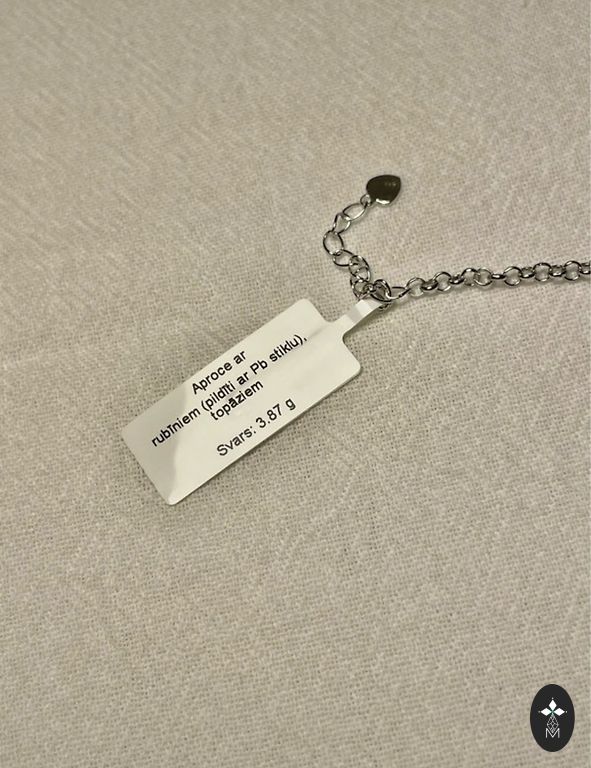 Aproce ar
rubīniem (pildīti ar Pb stiklu),
topāziem
Svars: 3.87 g